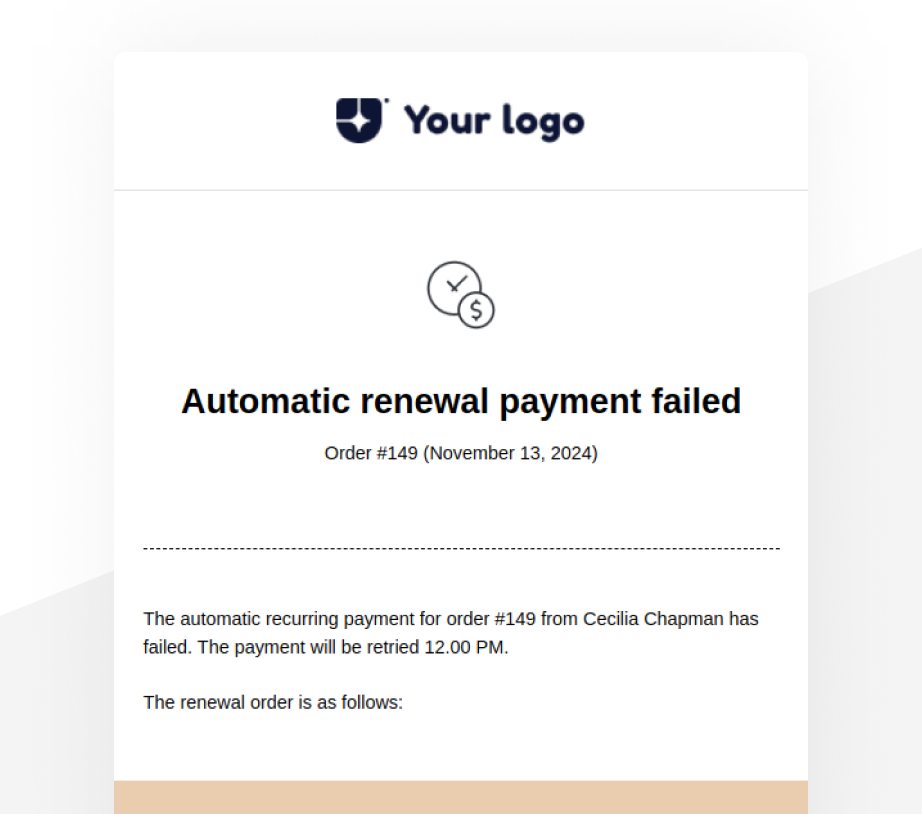 Your logo
$
Automatic renewal payment failed
Order #149 (November 13, 2024)
The automatic recurring payment for order #149 from Cecilia Chapman has
failed. The payment will be retried 12.00 PM.
The renewal order is as follows: